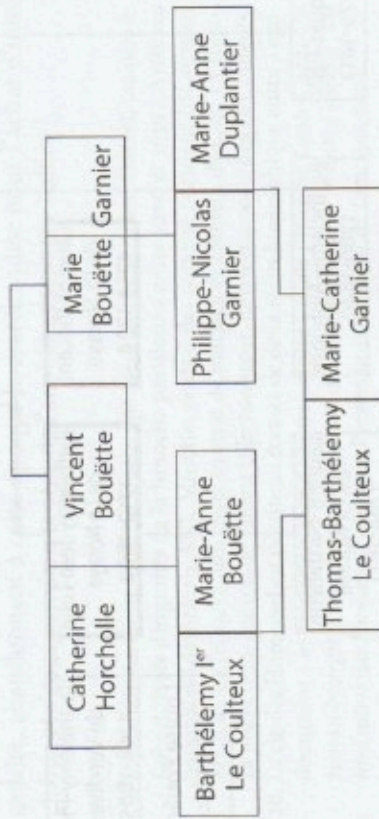 Catherine
Horcholle
Vincent
Bouëtte
Marie
Bouëtte
Garnier
Barthélemy Iᵉʳ
Le Coulteux
Marie-Anne
Bouëtte
Philippe-Nicolas
Garnier
Marie-Anne
Duplantier
Thomas-Barthélemy
Le Coulteux
Marie-Catherine
Garnier